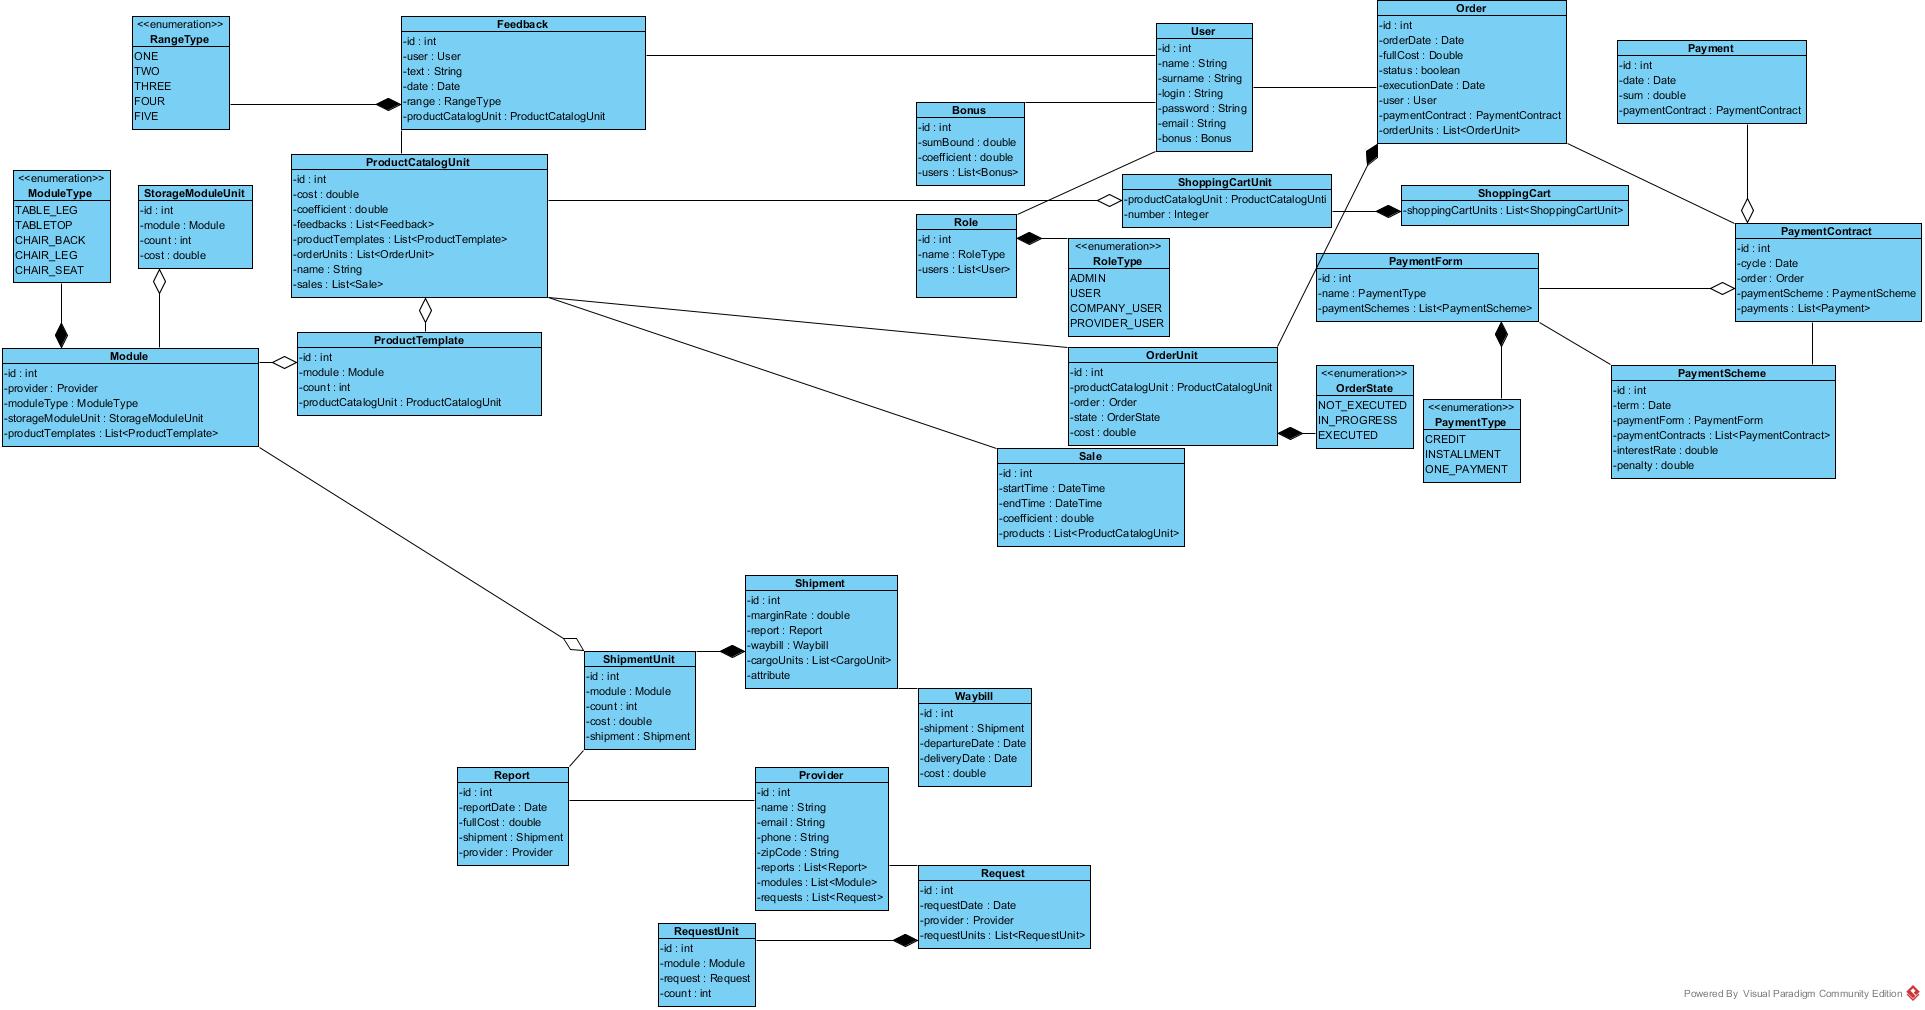 <<enumeration>>
RangeType
ONE
TWO
THREE
FOUR
FIVE
Feedback
-id : int
-user : User
-text : String
-date : Date
-range : RangeType
-productCatalogUnit : ProductCatalogUnit
User
-id : int
-name : String
-surname : String
-login : String
-password : String
-email : String
-bonus : Bonus
Order
-id : int
-orderDate : Date
-fullCost : Double
-status : boolean
-executionDate : Date
-user : User
-paymentContract : PaymentContract
-orderUnits : List<OrderUnit>
Payment
-id : int
-date : Date
-sum : double
-paymentContract : PaymentContract
Bonus
-id : int
-sumBound : double
-coefficient : double
-users : List<Bonus>
<<enumeration>>
ModuleType
TABLE_LEG
TABLETOP
CHAIR_BACK
CHAIR_LEG
CHAIR_SEAT
StorageModuleUnit
-id : int
-module : Module
-count : int
-cost : double
ProductCatalogUnit
-id : int
-cost : double
-coefficient : double
-feedbacks : List<Feedback>
-productTemplates : List<ProductTemplate>
-orderUnits : List<OrderUnit>
-name : String
-sales : List<Sale>
ShoppingCartUnit
-productCatalogUnit : ProductCatalogUnti
-number : Integer
ShoppingCart
-shoppingCartUnits : List<ShoppingCartUnit>
Role
-id : int
-name : RoleType
-users : List<User>
<<enumeration>>
RoleType
ADMIN
USER
COMPANY_USER
PROVIDER_USER
PaymentForm
-id : int
-name : PaymentType
-paymentSchemes : List<PaymentScheme>
PaymentContract
-id : int
-cycle : Date
-order : Order
-paymentScheme : PaymentScheme
-payments : List<Payment>
Module
-id : int
-provider : Provider
-moduleType : ModuleType
-storageModuleUnit : StorageModuleUnit
-productTemplates : List<ProductTemplate>
ProductTemplate
-id : int
-module : Module
-count : int
-productCatalogUnit : ProductCatalogUnit
OrderUnit
-id : int
-productCatalogUnit : ProductCatalogUnit
-order : Order
-state : OrderState
-cost : double
<<enumeration>>
OrderState
NOT_EXECUTED
IN_PROGRESS
EXECUTED
<<enumeration>>
PaymentType
CREDIT
INSTALLMENT
ONE_PAYMENT
PaymentScheme
-id : int
-term : Date
-paymentForm : PaymentForm
-paymentContracts : List<PaymentContract>
-interestRate : double
-penalty : double
Sale
-id : int
-startTime : DateTime
-endTime : DateTime
-coefficient : double
-products : List<ProductCatalogUnit>
Shipment
-id : int
-marginRate : double
-report : Report
-waybill : Waybill
-cargoUnits : List<CargoUnit>
-attribute
ShipmentUnit
-id : int
-module : Module
-count : int
-cost : double
-shipment : Shipment
Waybill
-id : int
-shipment : Shipment
-departureDate : Date
-deliveryDate : Date
-cost : double
Report
-id : int
-reportDate : Date
-fullCost : double
-shipment : Shipment
-provider : Provider
Provider
-id : int
-name : String
-email : String
-phone : String
-zipCode : String
-reports : List<Report>
-modules : List<Module>
-requests : List<Request>
Request
-id : int
-requestDate : Date
-provider : Provider
-requestUnits : List<RequestUnit>
RequestUnit
-id : int
-module : Module
-request : Request
-count : int
Powered By Visual Paradigm Community Edition